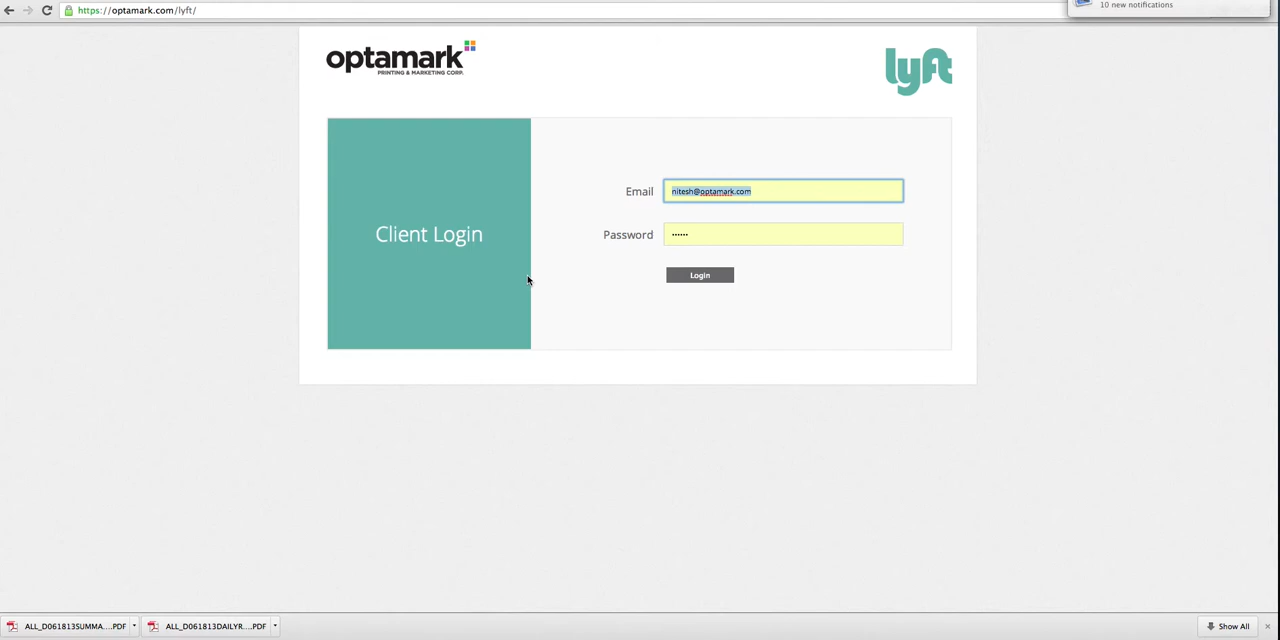 https://optamark.com/lyft/
10 new notifications
optamark
PRINTING & MARKETING CORP.
lyft
Client Login
Email
nitesh@optamark.com
Password
••••••
Login
ALL_D061813SUMMA....PDF
ALL_D061813DAILYR....PDF
Show All